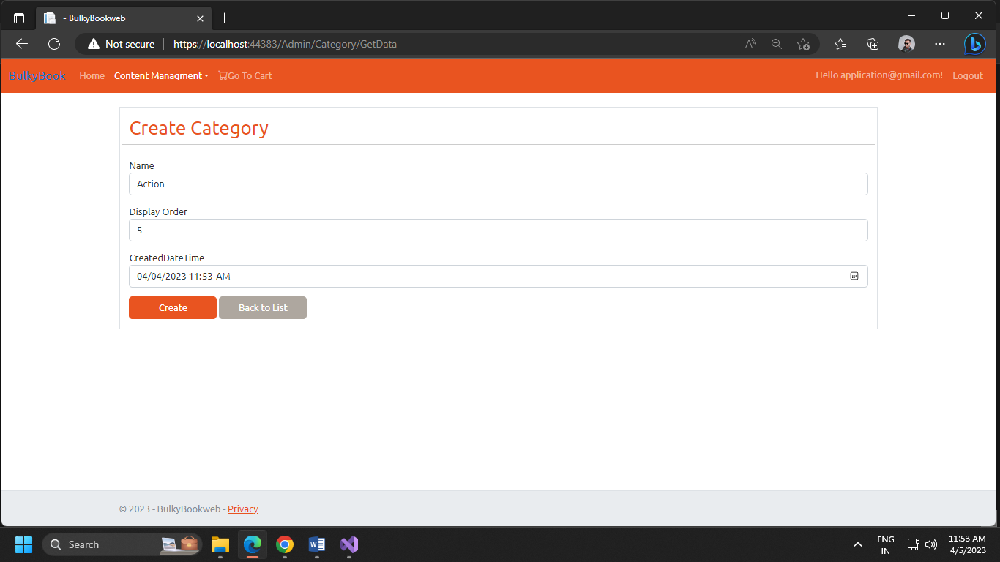 - BulkyBookweb
Not secure https://localhost:44383/Admin/Category/GetData
BulkyBook Home Content Managment Go To Cart Hello application@gmail.com! Logout
Create Category
Name
Action
Display Order
5
CreatedDateTime
04/04/2023 11:53 AM
Create Back to List
© 2023 - BulkyBookweb - Privacy
Search
ENG
IN
11:53 AM
4/5/2023